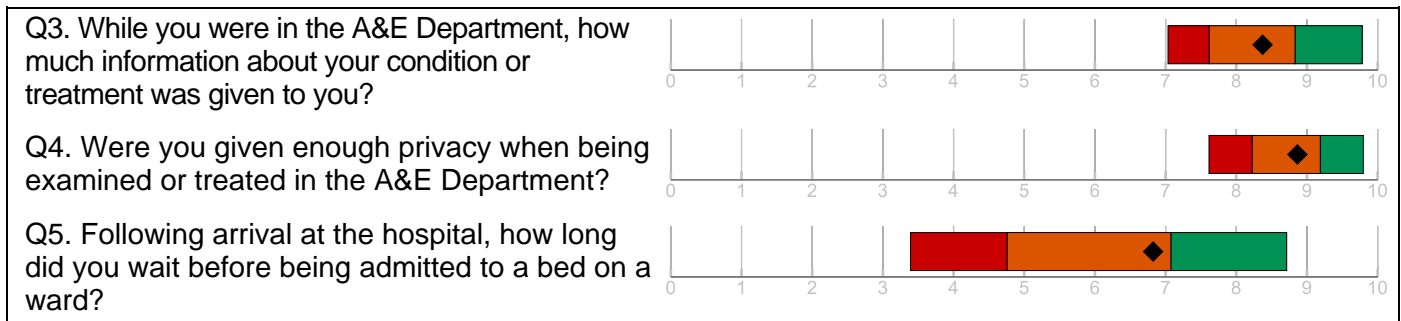 Q3. While you were in the A&E Department, how
much information about your condition or
treatment was given to you?
0 1 2 3 4 5 6 7 8 9 10
Q4. Were you given enough privacy when being
examined or treated in the A&E Department?
0 1 2 3 4 5 6 7 8 9 10
Q5. Following arrival at the hospital, how long
did you wait before being admitted to a bed on a
ward?
0 1 2 3 4 5 6 7 8 9 10